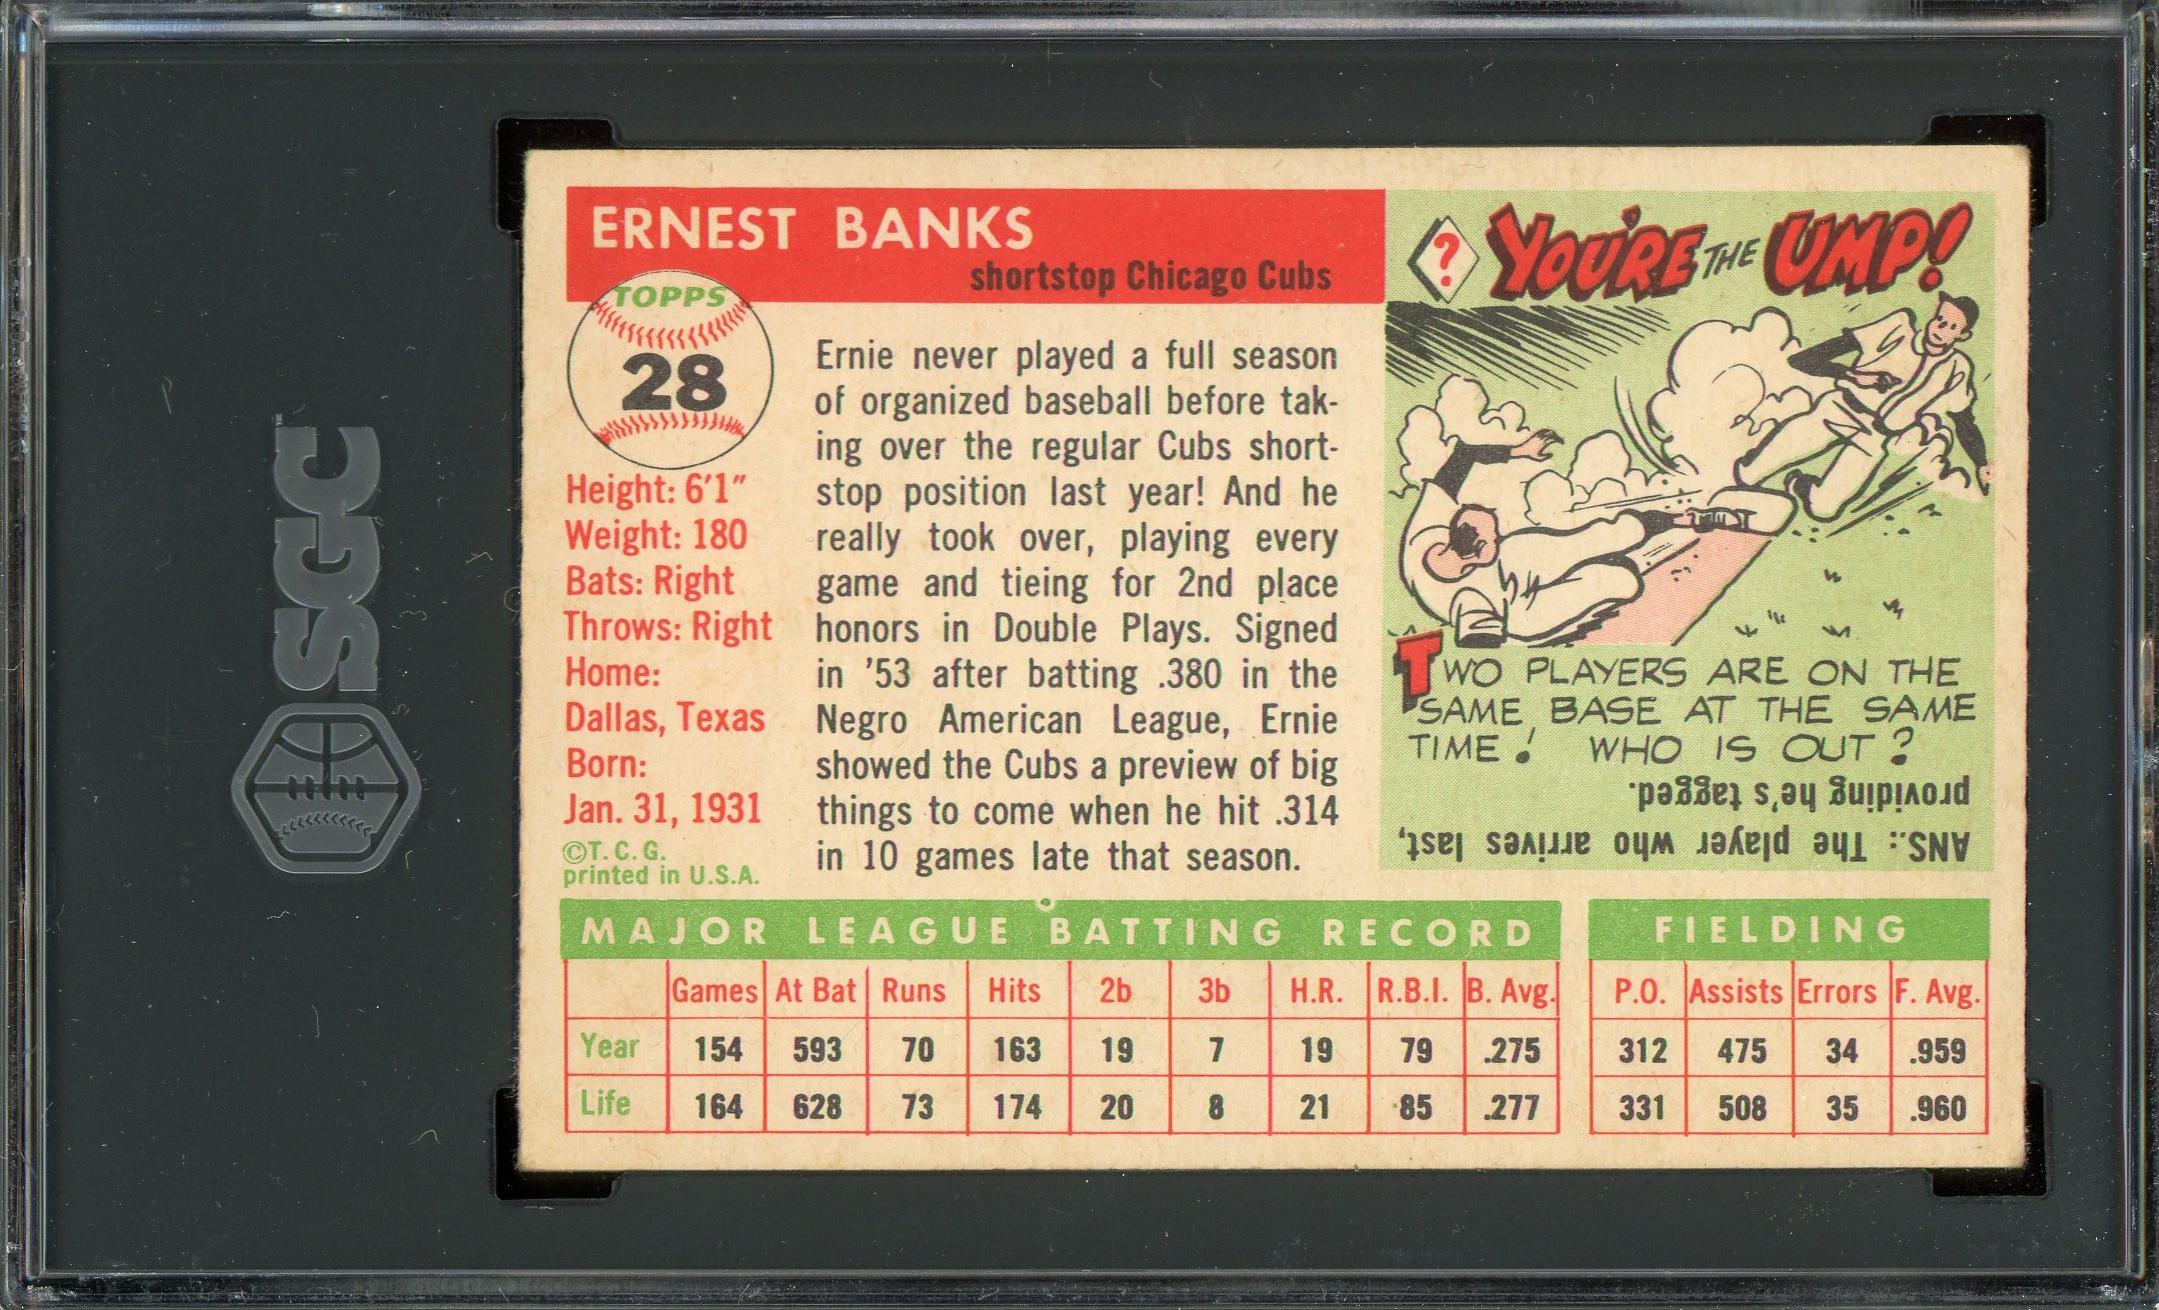 SGC
™
ERNEST BANKS
shortstop Chicago Cubs
TOPPS
28
Height: 6'1"
Weight: 180
Bats: Right
Throws: Right
Home:
Dallas, Texas
Born:
Jan. 31, 1931
©T. C. G.
printed in U.S.A.
Ernie never played a full season
of organized baseball before tak-
ing over the regular Cubs short-
stop position last year! And he
really took over, playing every
game and tieing for 2nd place
honors in Double Plays. Signed
in '53 after batting .380 in the
Negro American League, Ernie
showed the Cubs a preview of big
things to come when he hit .314
in 10 games late that season.
? YOU'RE THE UMP!
TWO PLAYERS ARE ON THE
SAME BASE AT THE SAME
TIME! WHO IS OUT?
ANS.: The player who arrives last,
providing he's tagged.
MAJOR LEAGUE BATTING RECORD
Games At Bat Runs Hits 2b 3b H.R. R.B.I. B. Avg.
Year 154 593 70 163 19 7 19 79 .275
Life 164 628 73 174 20 8 21 85 .277
FIELDING
P.O. Assists Errors F. Avg.
312 475 34 .959
331 508 35 .960